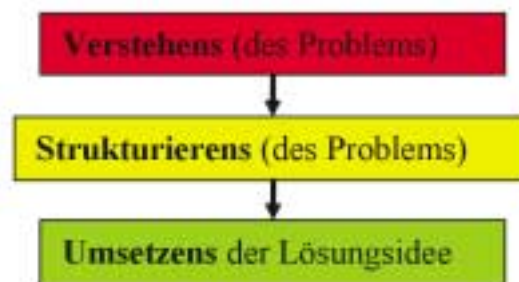 Verstehens (des Problems)
Strukturierens (des Problems)
Umsetzens der Lösungsidee